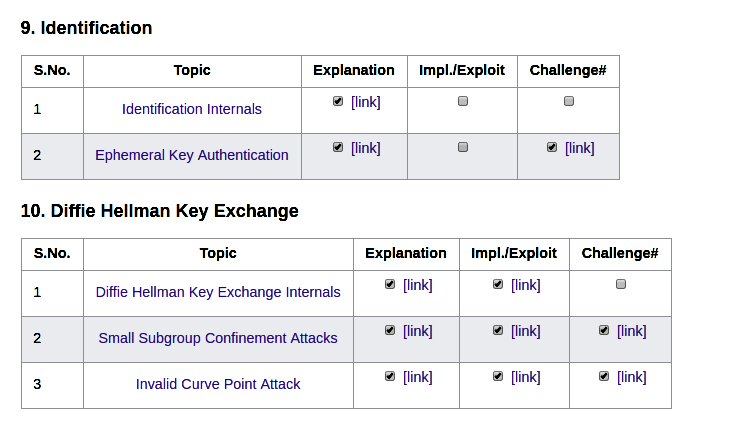 9. Identification
S.No. Topic Explanation Impl./Exploit Challenge#
1 Identification Internals [link]
2 Ephemeral Key Authentication [link] [link]
10. Diffie Hellman Key Exchange
S.No. Topic Explanation Impl./Exploit Challenge#
1 Diffie Hellman Key Exchange Internals [link] [link]
2 Small Subgroup Confinement Attacks [link] [link] [link]
3 Invalid Curve Point Attack [link] [link] [link]